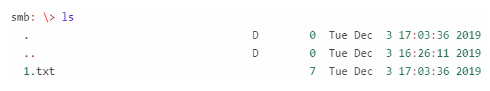 smb: \> ls
  .                                   D        0  Tue Dec  3 17:03:36 2019
  ..                                  D        0  Tue Dec  3 16:26:11 2019
  1.txt                                        7  Tue Dec  3 17:03:36 2019